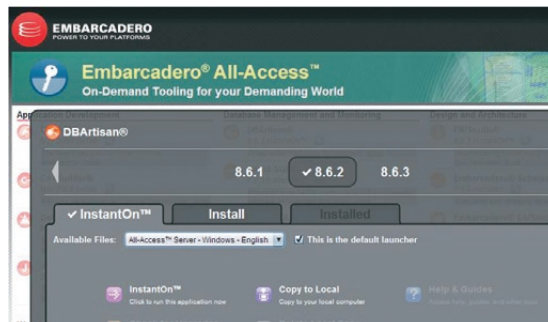 EMBARCADERO
POWER TO YOUR PLATFORMS
Embarcadero® All-Access™
On-Demand Tooling for your Demanding World
Application Development
Database Management and Monitoring
Design and Architecture
DBArtisan®
8.6.1 ✓ 8.6.2 8.6.3
✓ InstantOn™ Install Installed
Available Files: All-Access™ Server - Windows - English This is the default launcher
InstantOn™ Copy to Local Help & Guides
Click to run this application now Copy to your local computer